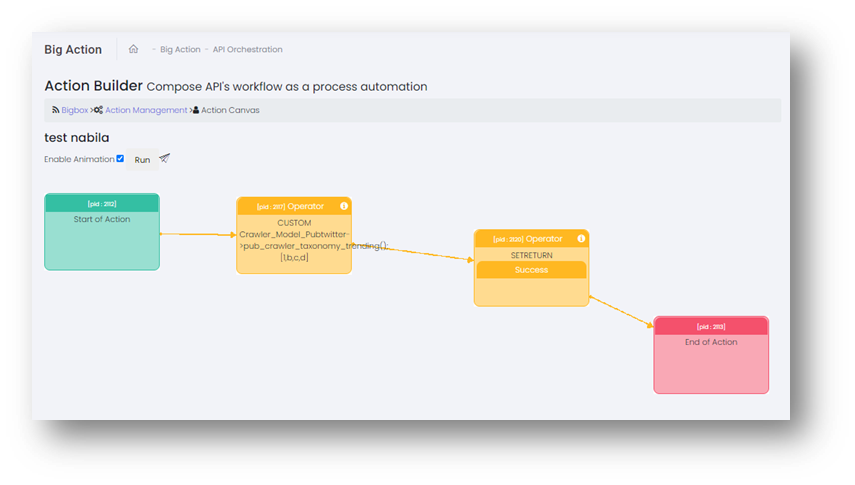 Big Action - Big Action - API Orchestration
Action Builder Compose API's workflow as a process automation
Bigbox > Action Management > Action Canvas
test nabila
Enable Animation Run
[pid : 2112]
Start of Action
[pid : 2117] Operator
CUSTOM
Crawler_Model_Pubtwitter-
>pub_crawler_taxonomy_trending();
[1,b,c,d]
[pid : 2120] Operator
SETRETURN
Success
[pid : 2113]
End of Action